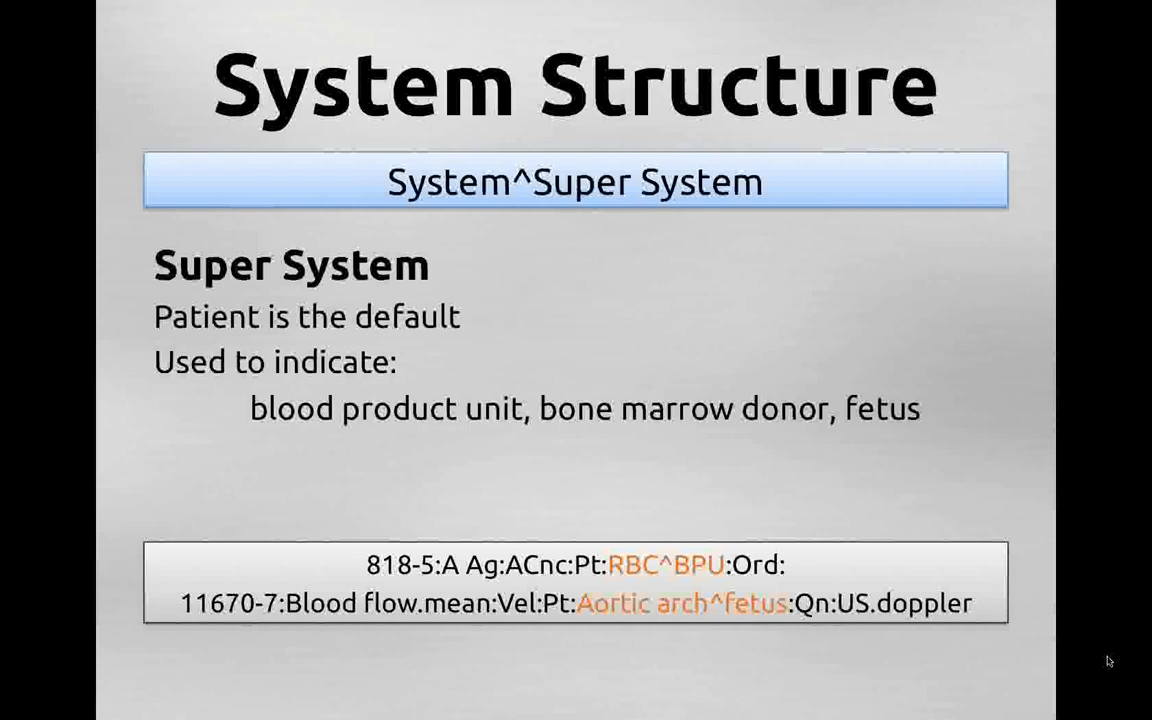 System Structure
System^Super System
Super System
Patient is the default
Used to indicate:
blood product unit, bone marrow donor, fetus
818-5:A Ag:ACnc:Pt:RBC^BPU:Ord:
11670-7:Blood flow.mean:Vel:Pt:Aortic arch^fetus:Qn:US.doppler